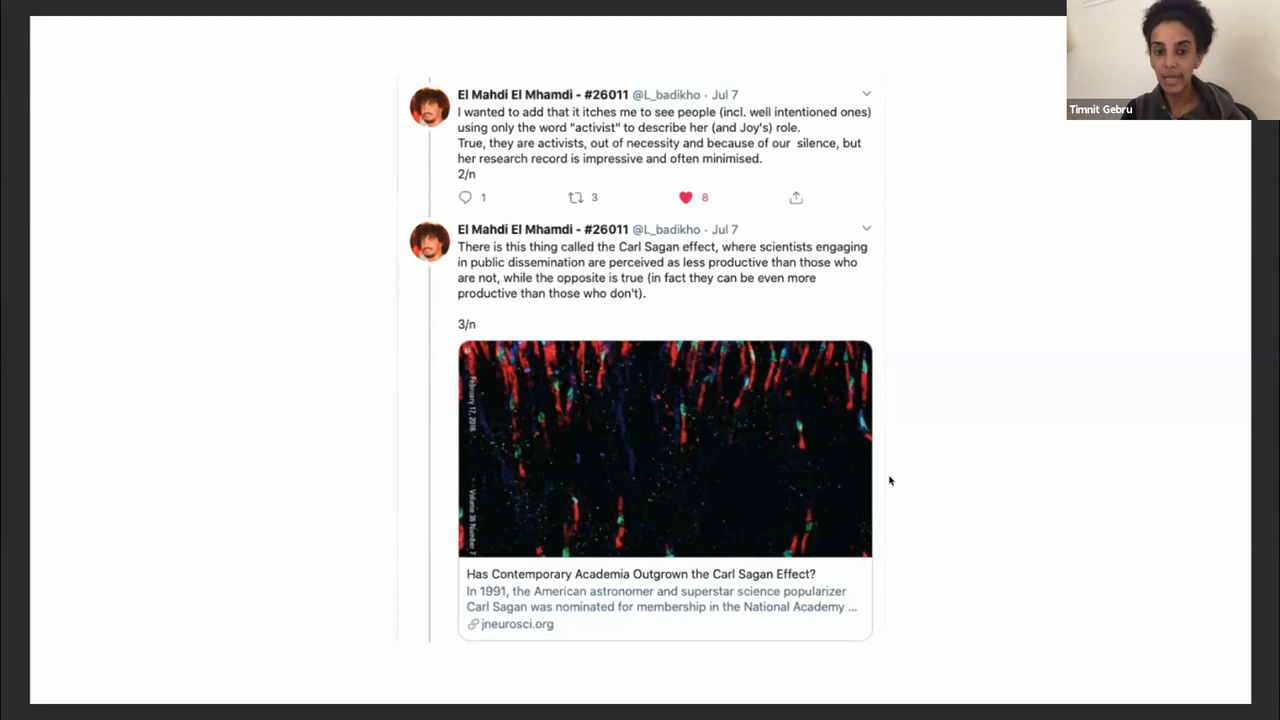 Timnit Gebru
El Mahdi El Mhamdi - #26011 @L_badikho · Jul 7
I wanted to add that it itches me to see people (incl. well intentioned ones)
using only the word "activist" to describe her (and Joy's) role.
True, they are activists, out of necessity and because of our silence, but
her research record is impressive and often minimised.
2/n
1 3 8
El Mahdi El Mhamdi - #26011 @L_badikho · Jul 7
There is this thing called the Carl Sagan effect, where scientists engaging
in public dissemination are perceived as less productive than those who
are not, while the opposite is true (in fact they can be even more
productive than those who don't).
3/n
February 17, 2016 · Volume 36 Number 7
Has Contemporary Academia Outgrown the Carl Sagan Effect?
In 1991, the American astronomer and superstar science popularizer
Carl Sagan was nominated for membership in the National Academy ...
jneurosci.org